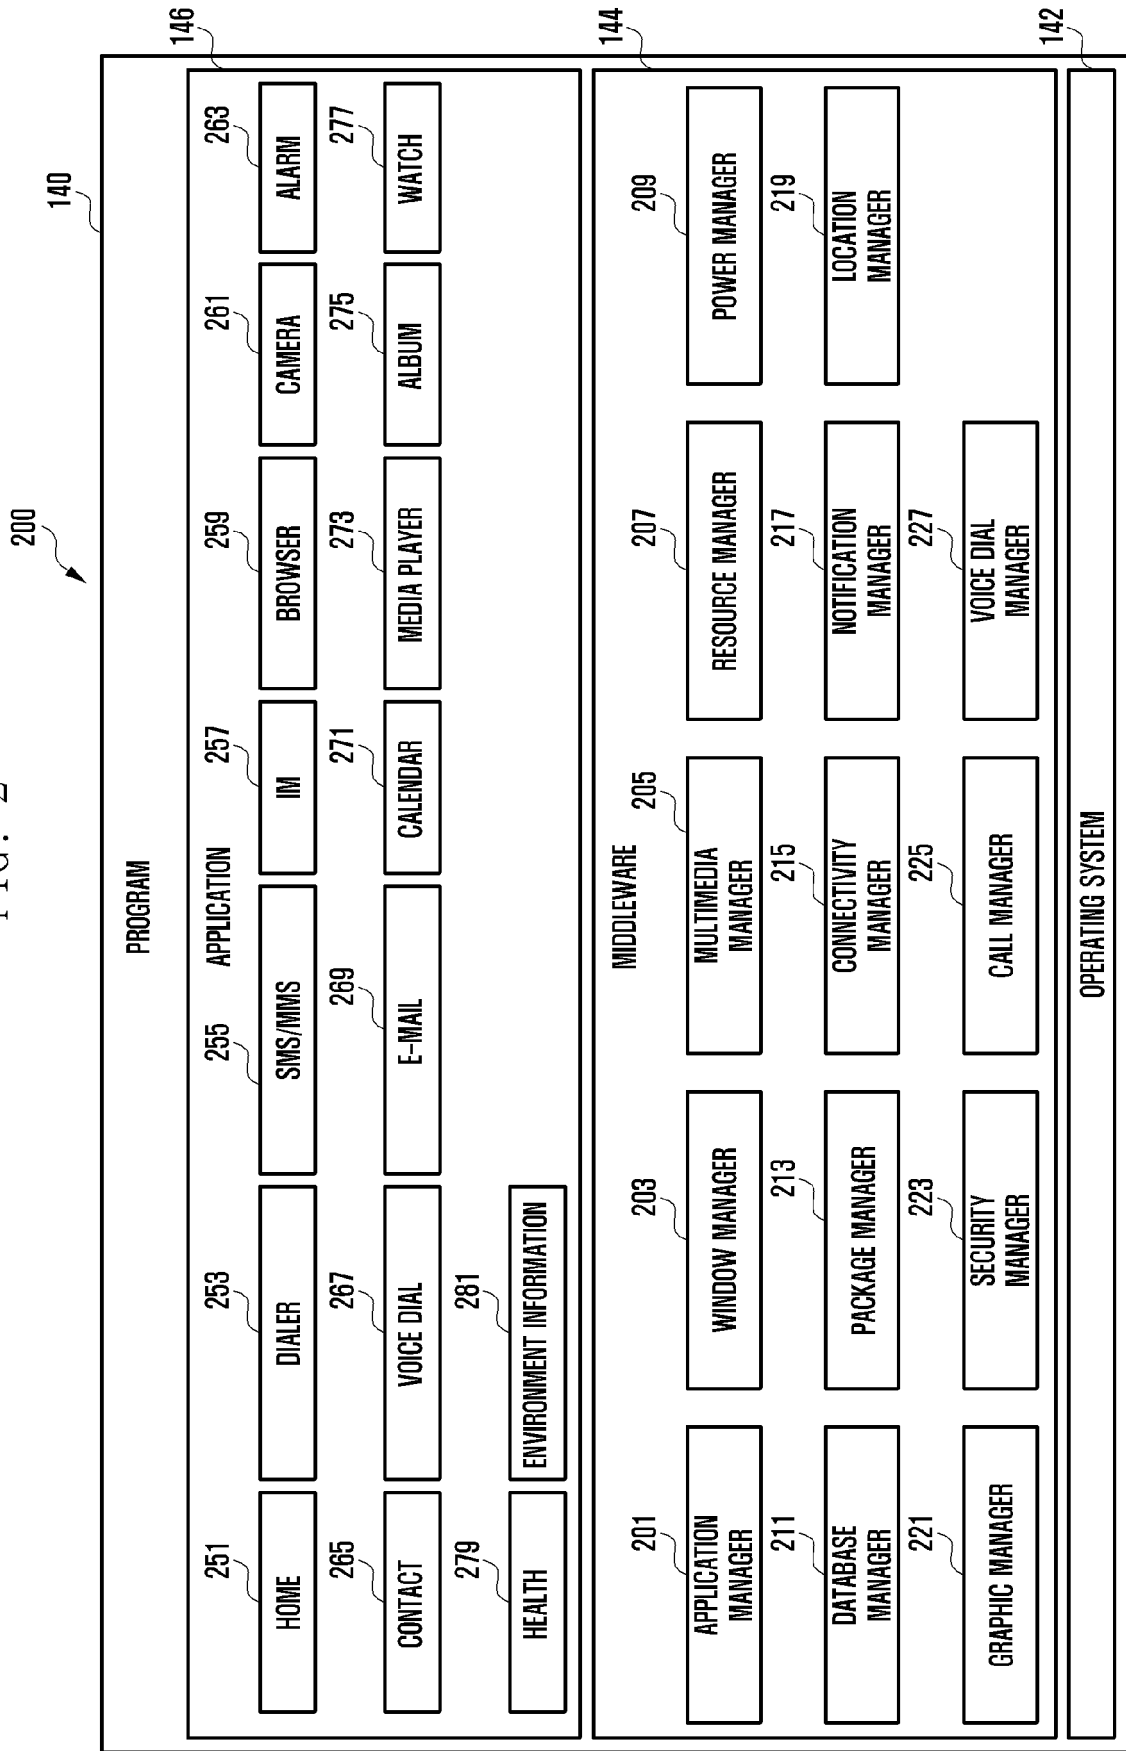 FIG. 2
200
140
PROGRAM
146
APPLICATION
251
253
255
257
259
261
263
HOME
DIALER
SMS/MMS
IM
BROWSER
CAMERA
ALARM
265
267
269
271
273
275
277
CONTACT
VOICE DIAL
E-MAIL
CALENDAR
MEDIA PLAYER
ALBUM
WATCH
279
281
HEALTH
ENVIRONMENT INFORMATION
144
MIDDLEWARE
201
203
205
207
209
APPLICATION
MANAGER
WINDOW MANAGER
MULTIMEDIA
MANAGER
RESOURCE MANAGER
POWER MANAGER
211
213
215
217
219
DATABASE
MANAGER
PACKAGE MANAGER
CONNECTIVITY
MANAGER
NOTIFICATION
MANAGER
LOCATION
MANAGER
221
223
225
227
GRAPHIC MANAGER
SECURITY
MANAGER
CALL MANAGER
VOICE DIAL
MANAGER
142
OPERATING SYSTEM